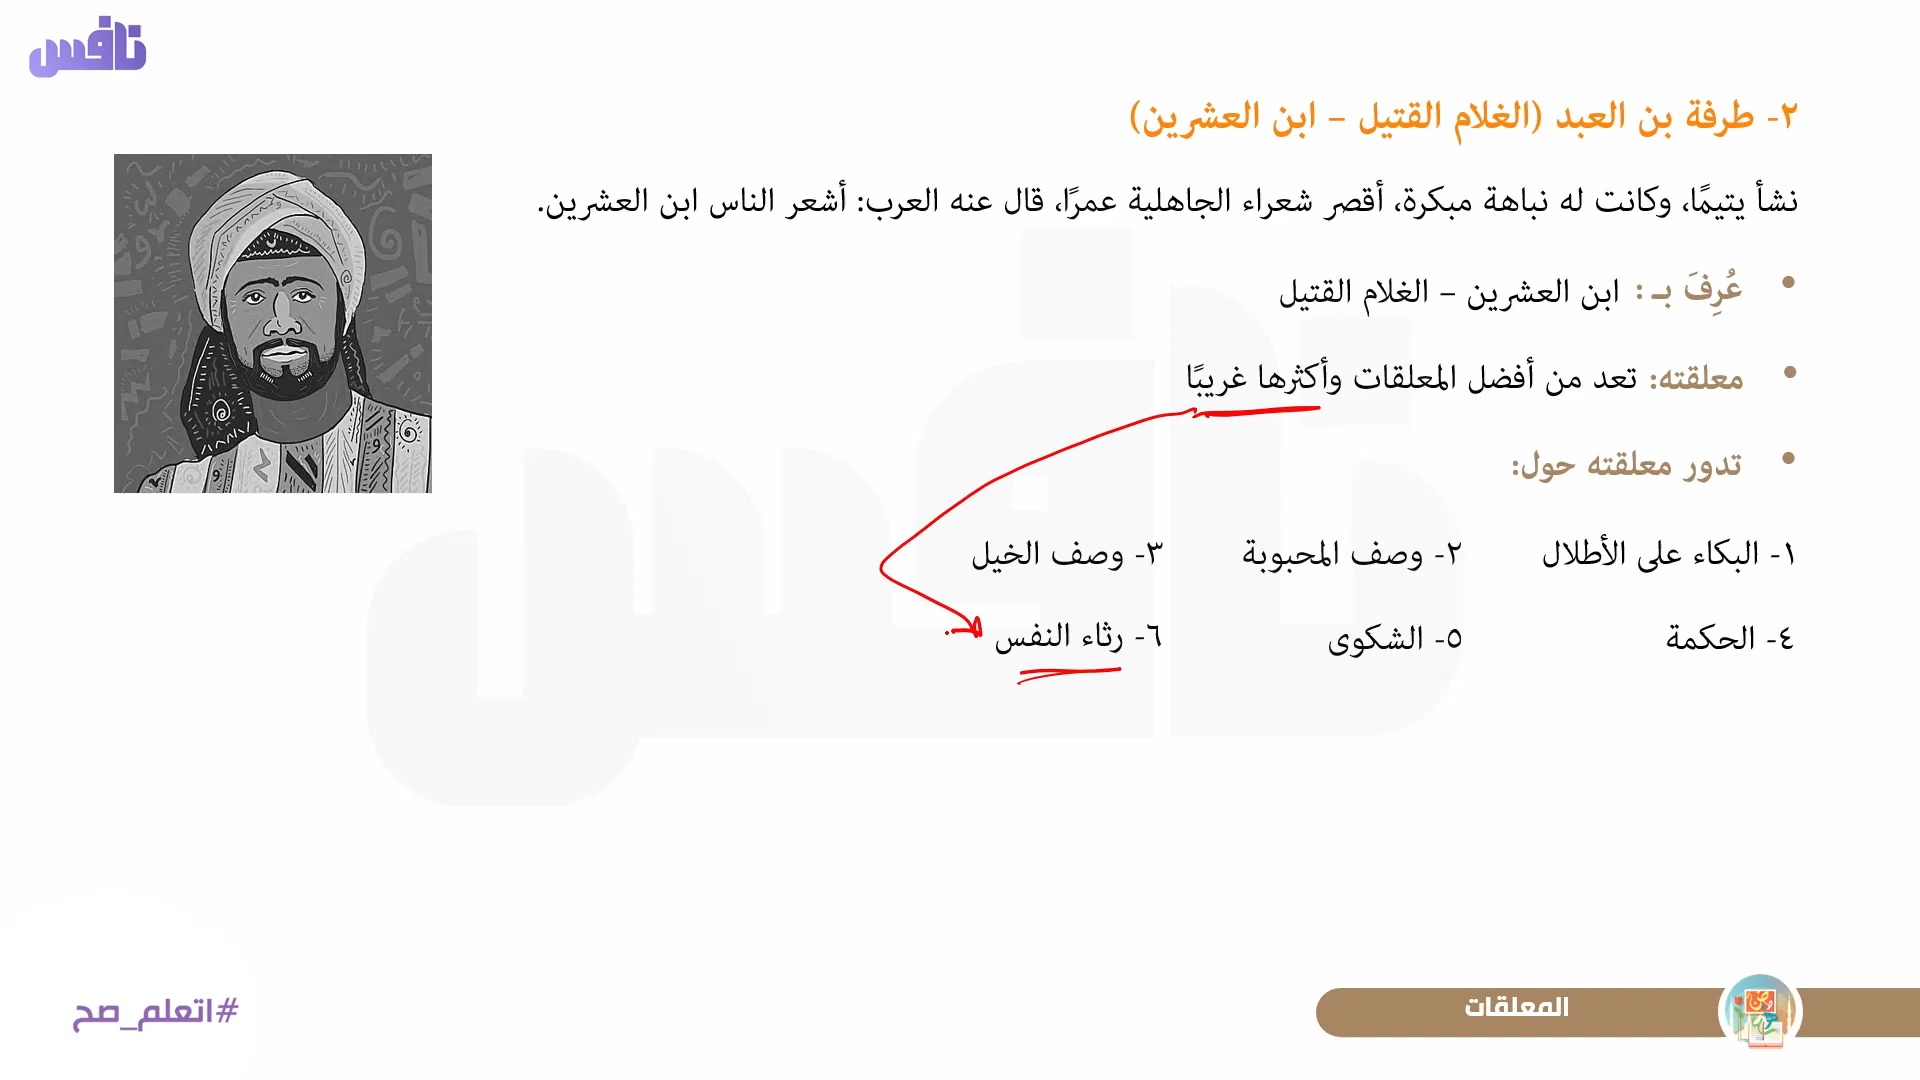 نافس
٢- طرفة بن العبد (الغلام القتيل – ابن العشرين)
نشأ يتيمًا، وكانت له نباهة مبكرة، أقصر شعراء الجاهلية عمرًا، قال عنه العرب: أشعر الناس ابن العشرين.
• عُرِفَ بـ : ابن العشرين – الغلام القتيل
• معلقته: تعد من أفضل المعلقات وأكثرها غريبًا
• تدور معلقته حول:
١- البكاء على الأطلال ٢- وصف المحبوبة ٣- وصف الخيل
٤- الحكمة ٥- الشكوى ٦- رثاء النفس
المعلقات
#اتعلم_صح